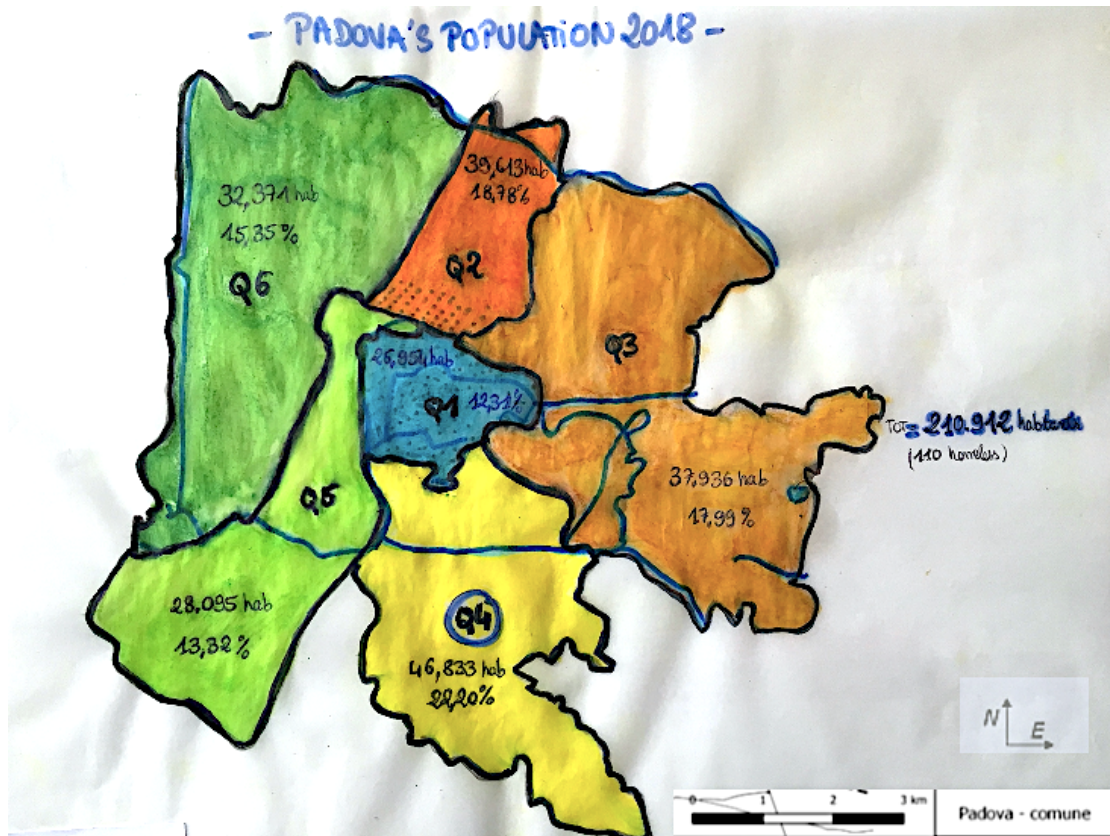 - PADOVA'S POPULATION 2018 -
39,613 hab
18,78%
Q2
32,371 hab
15,35%
Q6
Q3
25,954 hab
Q1 12,31%
TOT= 210.912 habitants
(110 homeless)
37,936 hab
17,99%
Q5
28,095 hab
13,32%
Q4
46,833 hab
22,20%
N
E
0 1 2 3 km
Padova - comune